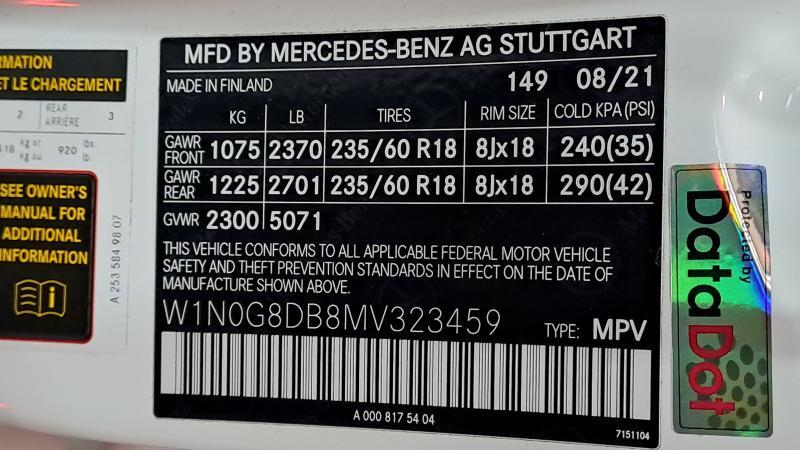 RMATION
ET LE CHARGEMENT
2 REAR ARRIÈRE 3
418 kg or kg ou 920 lbs. lb.
SEE OWNER'S
MANUAL FOR
ADDITIONAL
INFORMATION
A 253 584 98 07
MFD BY MERCEDES-BENZ AG STUTTGART
MADE IN FINLAND 149 08/21
KG LB TIRES RIM SIZE COLD KPA(PSI)
GAWR FRONT 1075 2370 235/60 R18 8Jx18 240(35)
GAWR REAR 1225 2701 235/60 R18 8Jx18 290(42)
GVWR 2300 5071
THIS VEHICLE CONFORMS TO ALL APPLICABLE FEDERAL MOTOR VEHICLE
SAFETY AND THEFT PREVENTION STANDARDS IN EFFECT ON THE DATE OF
MANUFACTURE SHOWN ABOVE.
W1N0G8DB8MV323459 TYPE: MPV
A 000 817 54 04
7151104
Protected by
DataDot